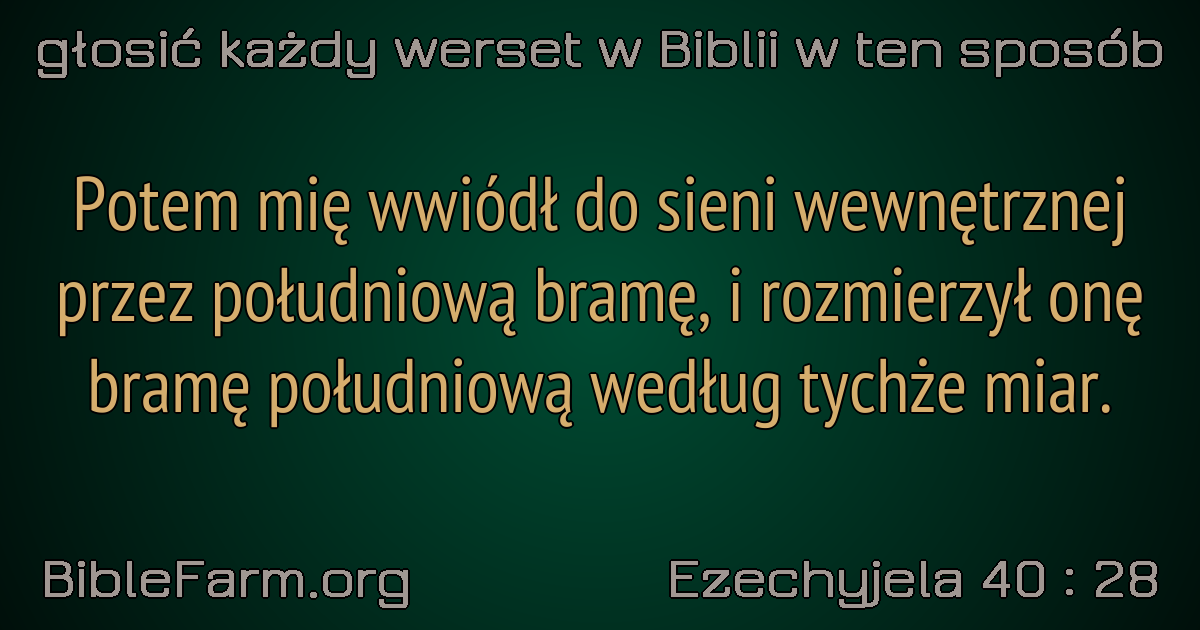 głosić każdy werset w Biblii w ten sposób
Potem mię wwiódł do sieni wewnętrznej
przez południową bramę, i rozmierzył onę
bramę południową według tychże miar.
BibleFarm.org
Ezechyjela 40 : 28